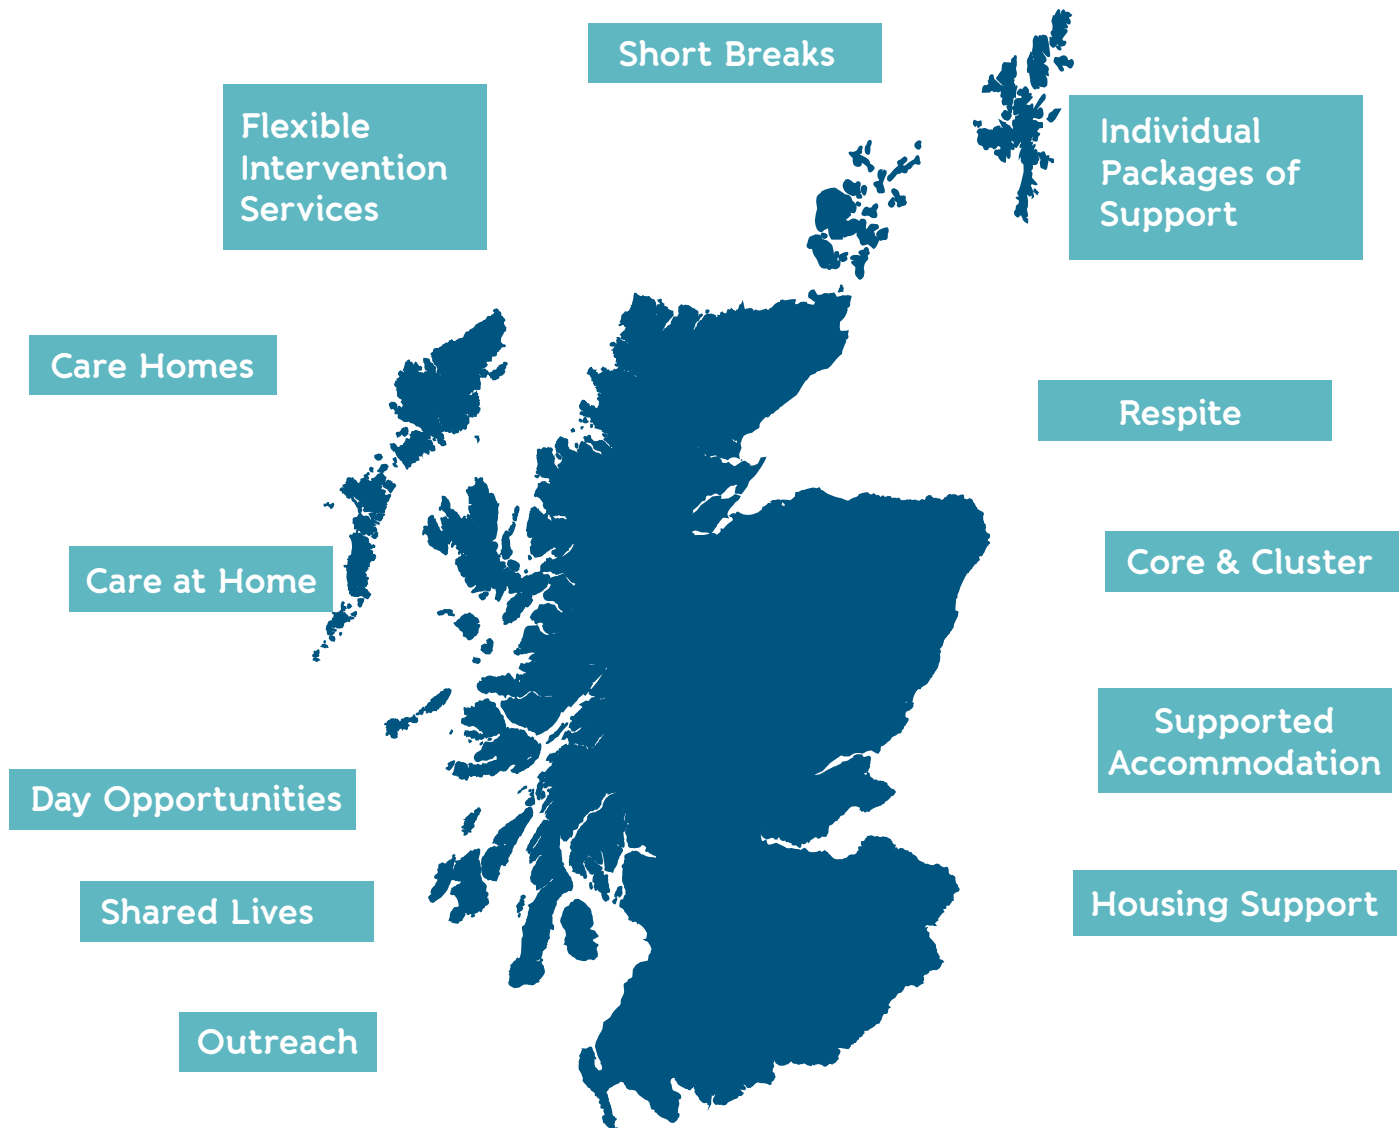 Short Breaks
Flexible
Intervention
Services
Individual
Packages of
Support
Care Homes
Respite
Care at Home
Core & Cluster
Supported
Accommodation
Day Opportunities
Shared Lives
Housing Support
Outreach